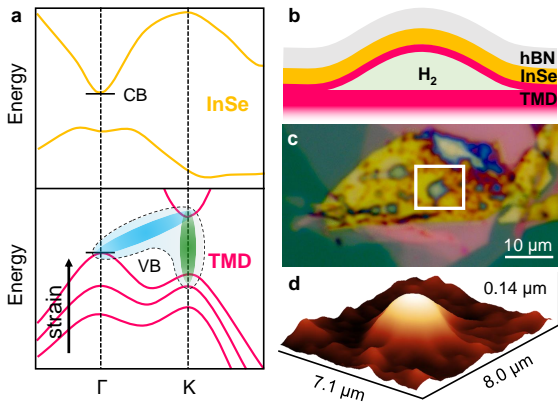 a
Energy
CB
InSe
Energy
strain
VB
TMD
Γ
K
b
hBN
InSe
H₂
TMD
c
10 μm
d
0.14 μm
7.1 μm
8.0 μm